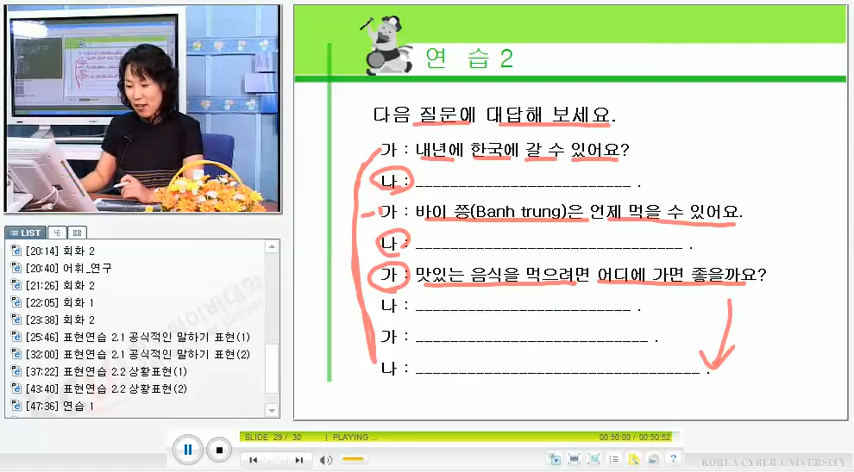 연 습 2
다음 질문에 대답해 보세요.
가 : 내년에 한국에 갈 수 있어요?
나 : ______________________________ .
가 : 바이 쯩(Banh trung)은 언제 먹을 수 있어요.
나 : _____________________________________ .
가 : 맛있는 음식을 먹으려면 어디에 가면 좋을까요?
나 : ______________________________ .
가 : ________________________________ .
나 : ________________________________________ .
LIST
[20:14] 회화 2
[20:40] 어휘_연구
[21:26] 회화 2
[22:05] 회화 1
[23:38] 회화 2
[25:46] 표현연습 2.1 공식적인 말하기 표현(1)
[32:00] 표현연습 2.1 공식적인 말하기 표현(2)
[37:22] 표현연습 2.2 상황표현(1)
[43:40] 표현연습 2.2 상황표현(2)
[47:36] 연습 1
SLIDE 29 / 30 | PLAYING ... 00:50:00 / 00:50:52
KOREA CYBER UNIVERSITY